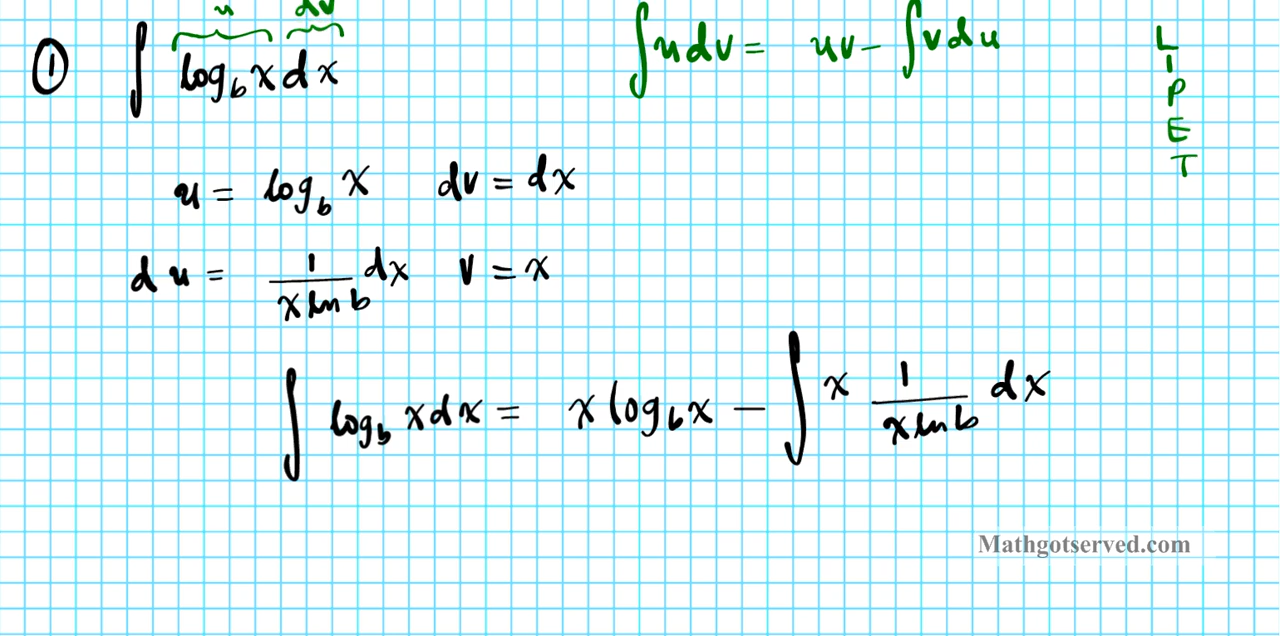 u dv
① ∫ log_b x dx ∫u dv = uv - ∫v du
L
I
P
E
T
u = log_b x dv = dx
du = 1/(x ln b) dx v = x
∫ log_b x dx = x log_b x - ∫ x 1/(x ln b) dx
Mathgotserved.com